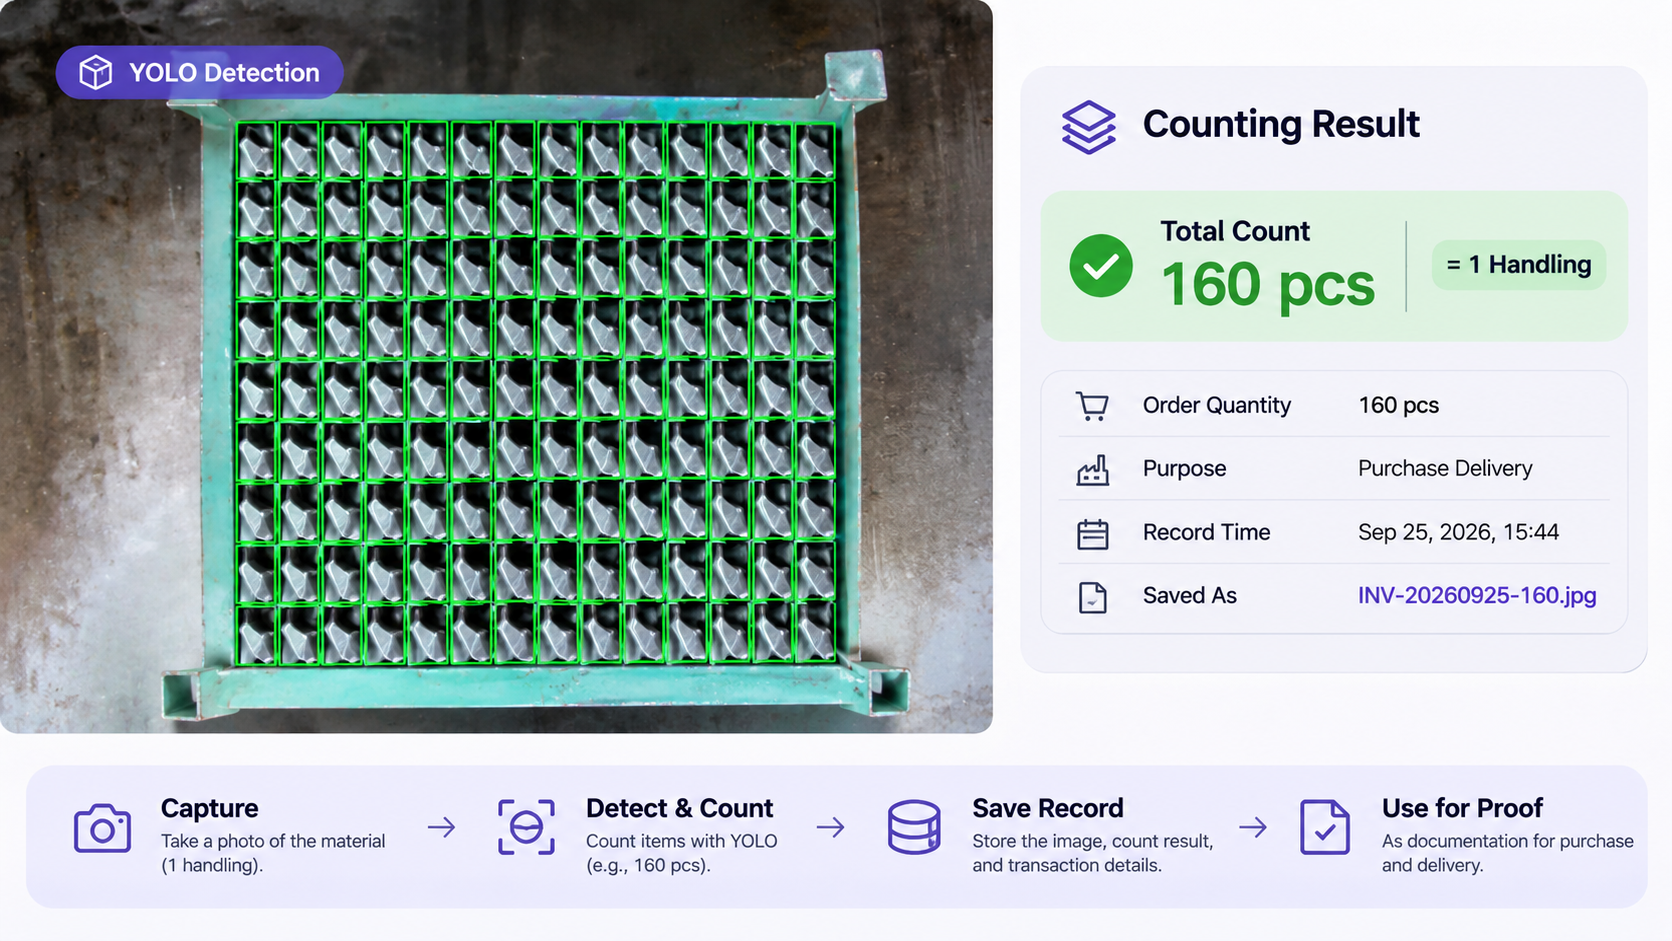 YOLO Detection
Counting Result
Total Count
160 pcs
= 1 Handling
Order Quantity 160 pcs
Purpose Purchase Delivery
Record Time Sep 25, 2026, 15:44
Saved As INV-20260925-160.jpg
Capture
Take a photo of the material
(1 handling).
Detect & Count
Count items with YOLO
(e.g., 160 pcs).
Save Record
Store the image, count result,
and transaction details.
Use for Proof
As documentation for purchase
and delivery.